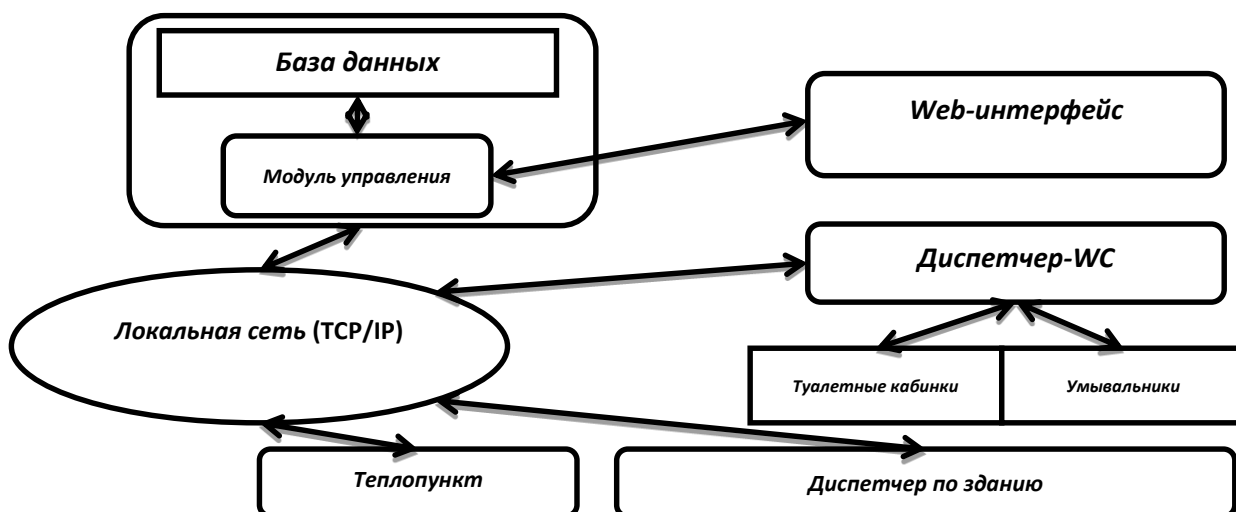 База данных
Web-интерфейс
Модуль управления
Диспетчер-WC
Локальная сеть (TCP/IP)
Туалетные кабинки
Умывальники
Теплопункт
Диспетчер по зданию